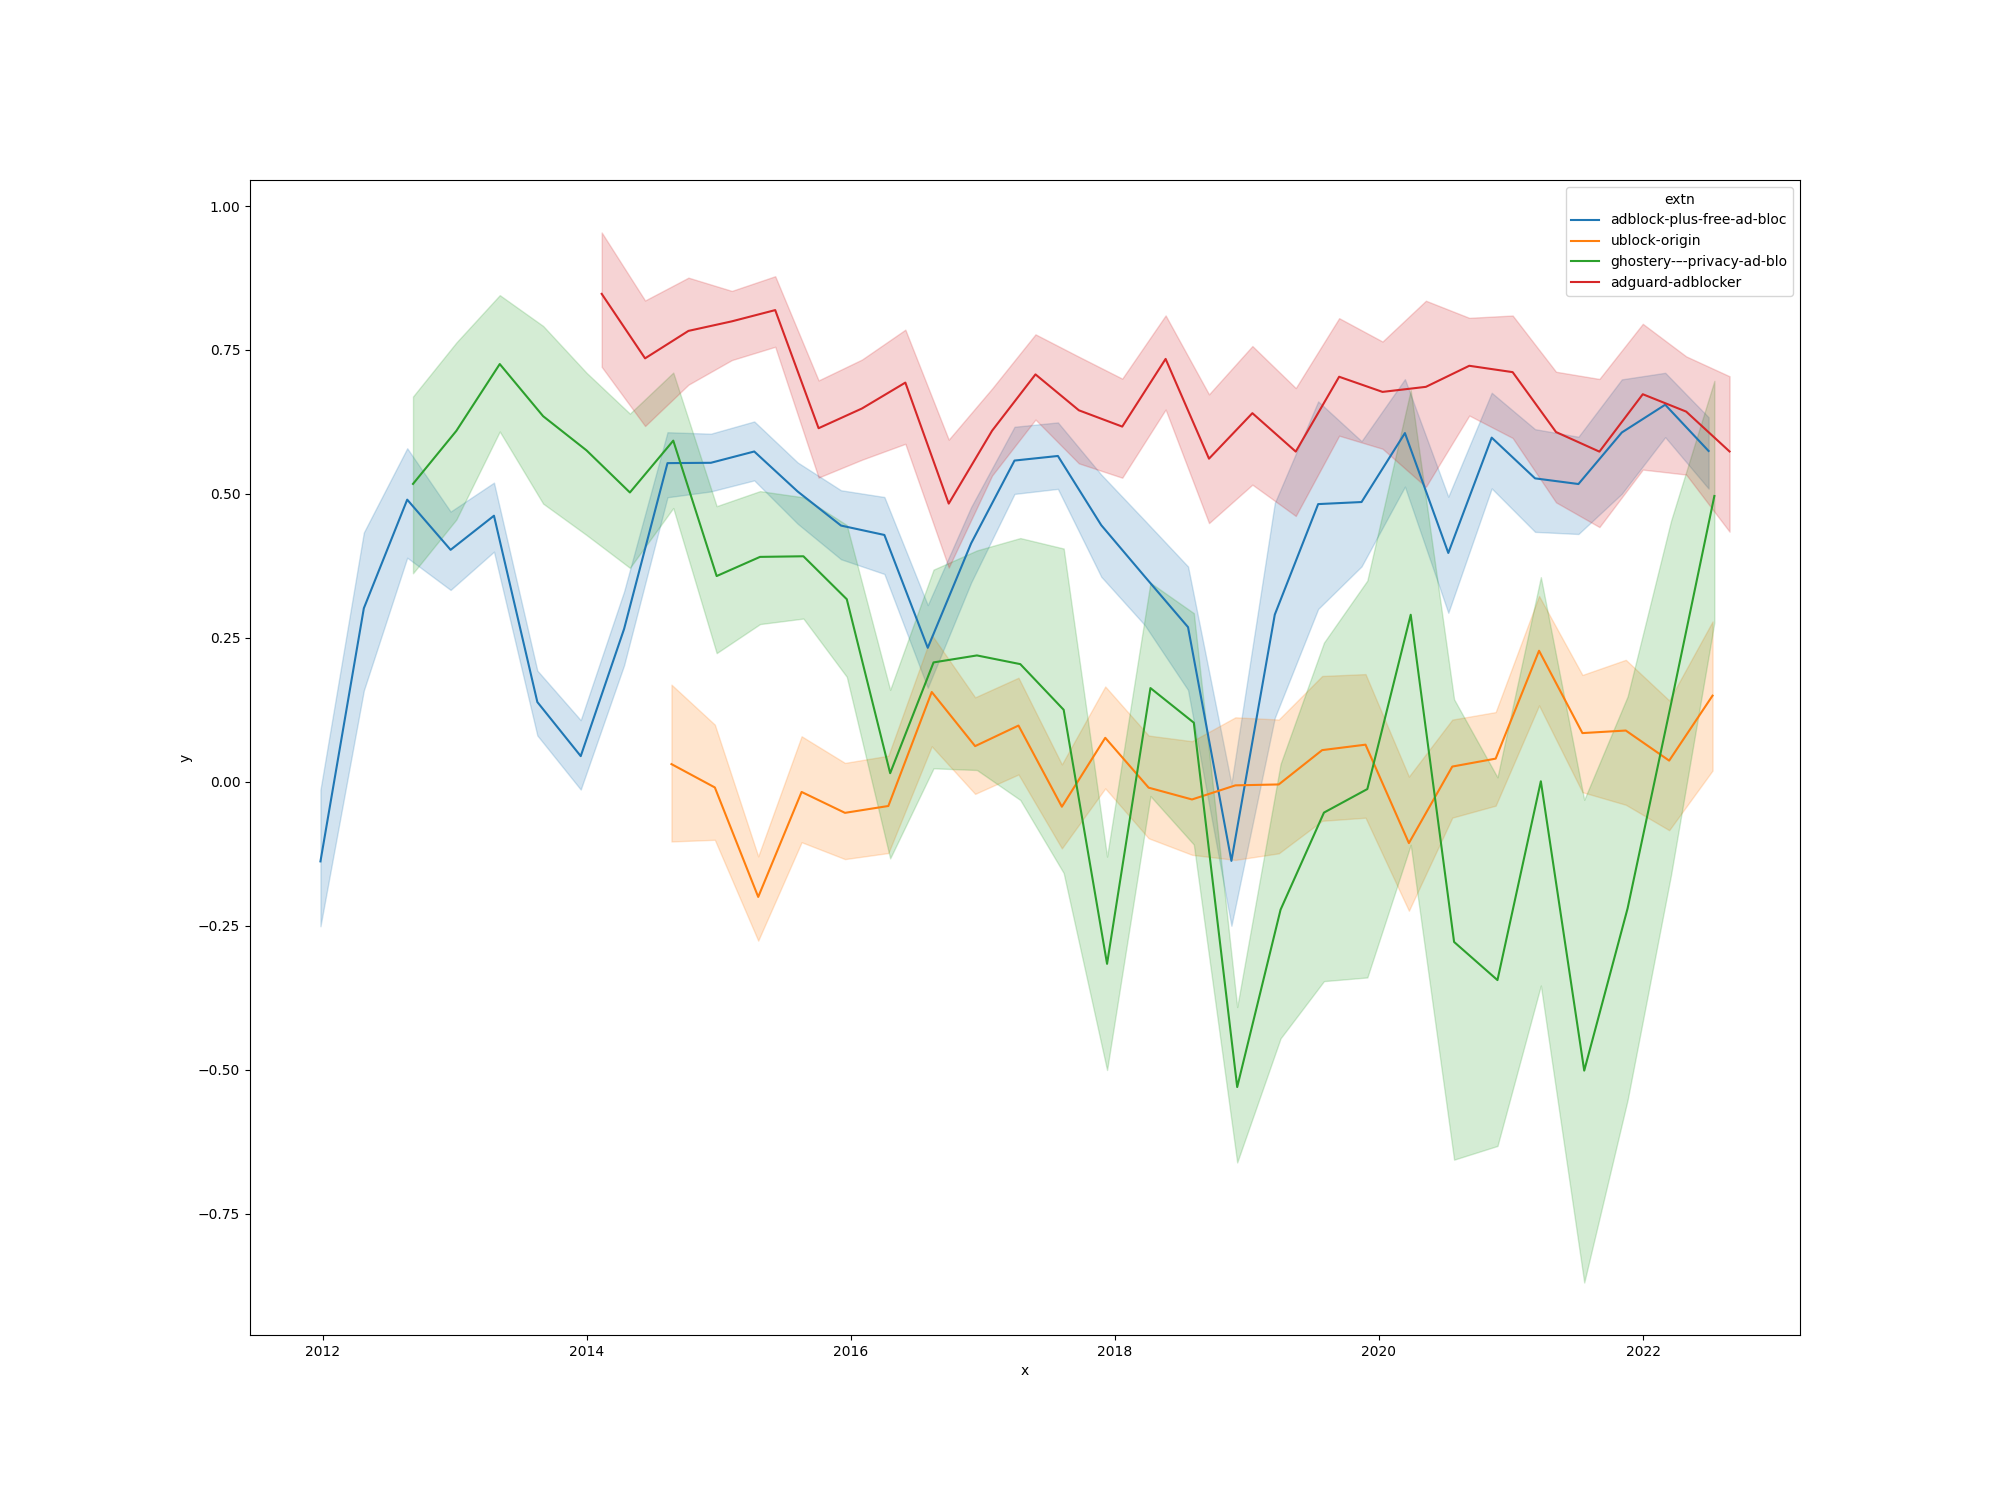 extn
adblock-plus-free-ad-bloc
ublock-origin
ghostery---privacy-ad-blo
adguard-adblocker
1.00
0.75
0.50
0.25
0.00
−0.25
−0.50
−0.75
y
2012 2014 2016 2018 2020 2022
x